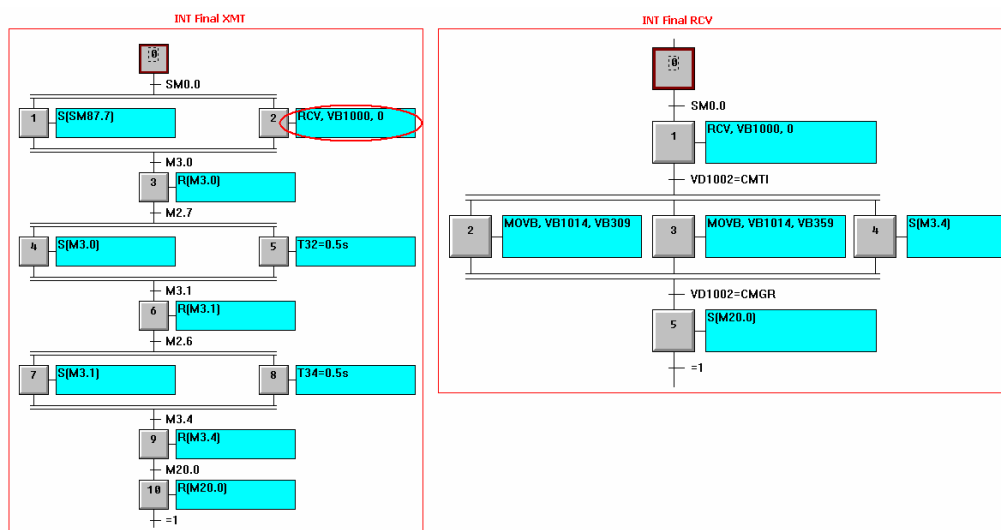 INT Final XMT
0
SM0.0
1 S(SM87.7) 2 RCV, VB1000, 0
M3.0
3 R(M3.0)
M2.7
4 S(M3.0) 5 T32=0.5s
M3.1
6 R(M3.1)
M2.6
7 S(M3.1) 8 T34=0.5s
M3.4
9 R(M3.4)
M20.0
10 R(M20.0)
=1
INT Final RCV
0
SM0.0
1 RCV, VB1000, 0
VD1002=CMTI
2 MOVB, VB1014, VB309 3 MOVB, VB1014, VB359 4 S(M3.4)
VD1002=CMGR
5 S(M20.0)
=1